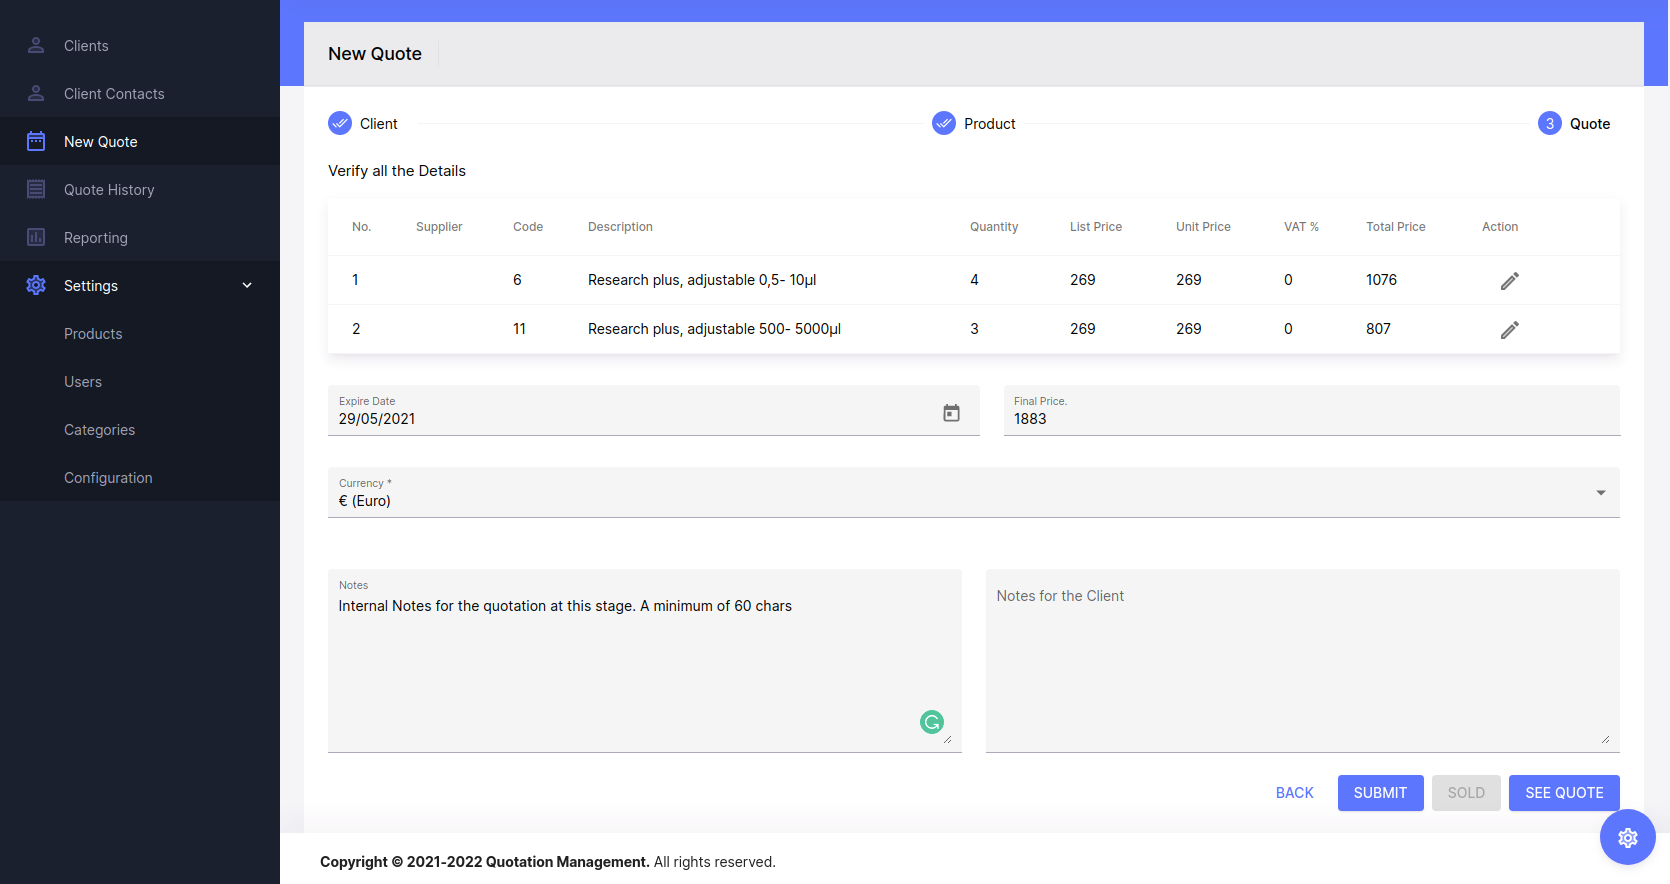 Clients
Client Contacts
New Quote
Quote History
Reporting
Settings
Products
Users
Categories
Configuration
New Quote
Client
Product
3 Quote
Verify all the Details
No. Supplier Code Description Quantity List Price Unit Price VAT % Total Price Action
1 6 Research plus, adjustable 0,5- 10µl 4 269 269 0 1076
2 11 Research plus, adjustable 500- 5000µl 3 269 269 0 807
Expire Date
29/05/2021
Final Price.
1883
Currency *
€ (Euro)
Notes
Internal Notes for the quotation at this stage. A minimum of 60 chars
Notes for the Client
BACK SUBMIT SOLD SEE QUOTE
Copyright © 2021-2022 Quotation Management. All rights reserved.